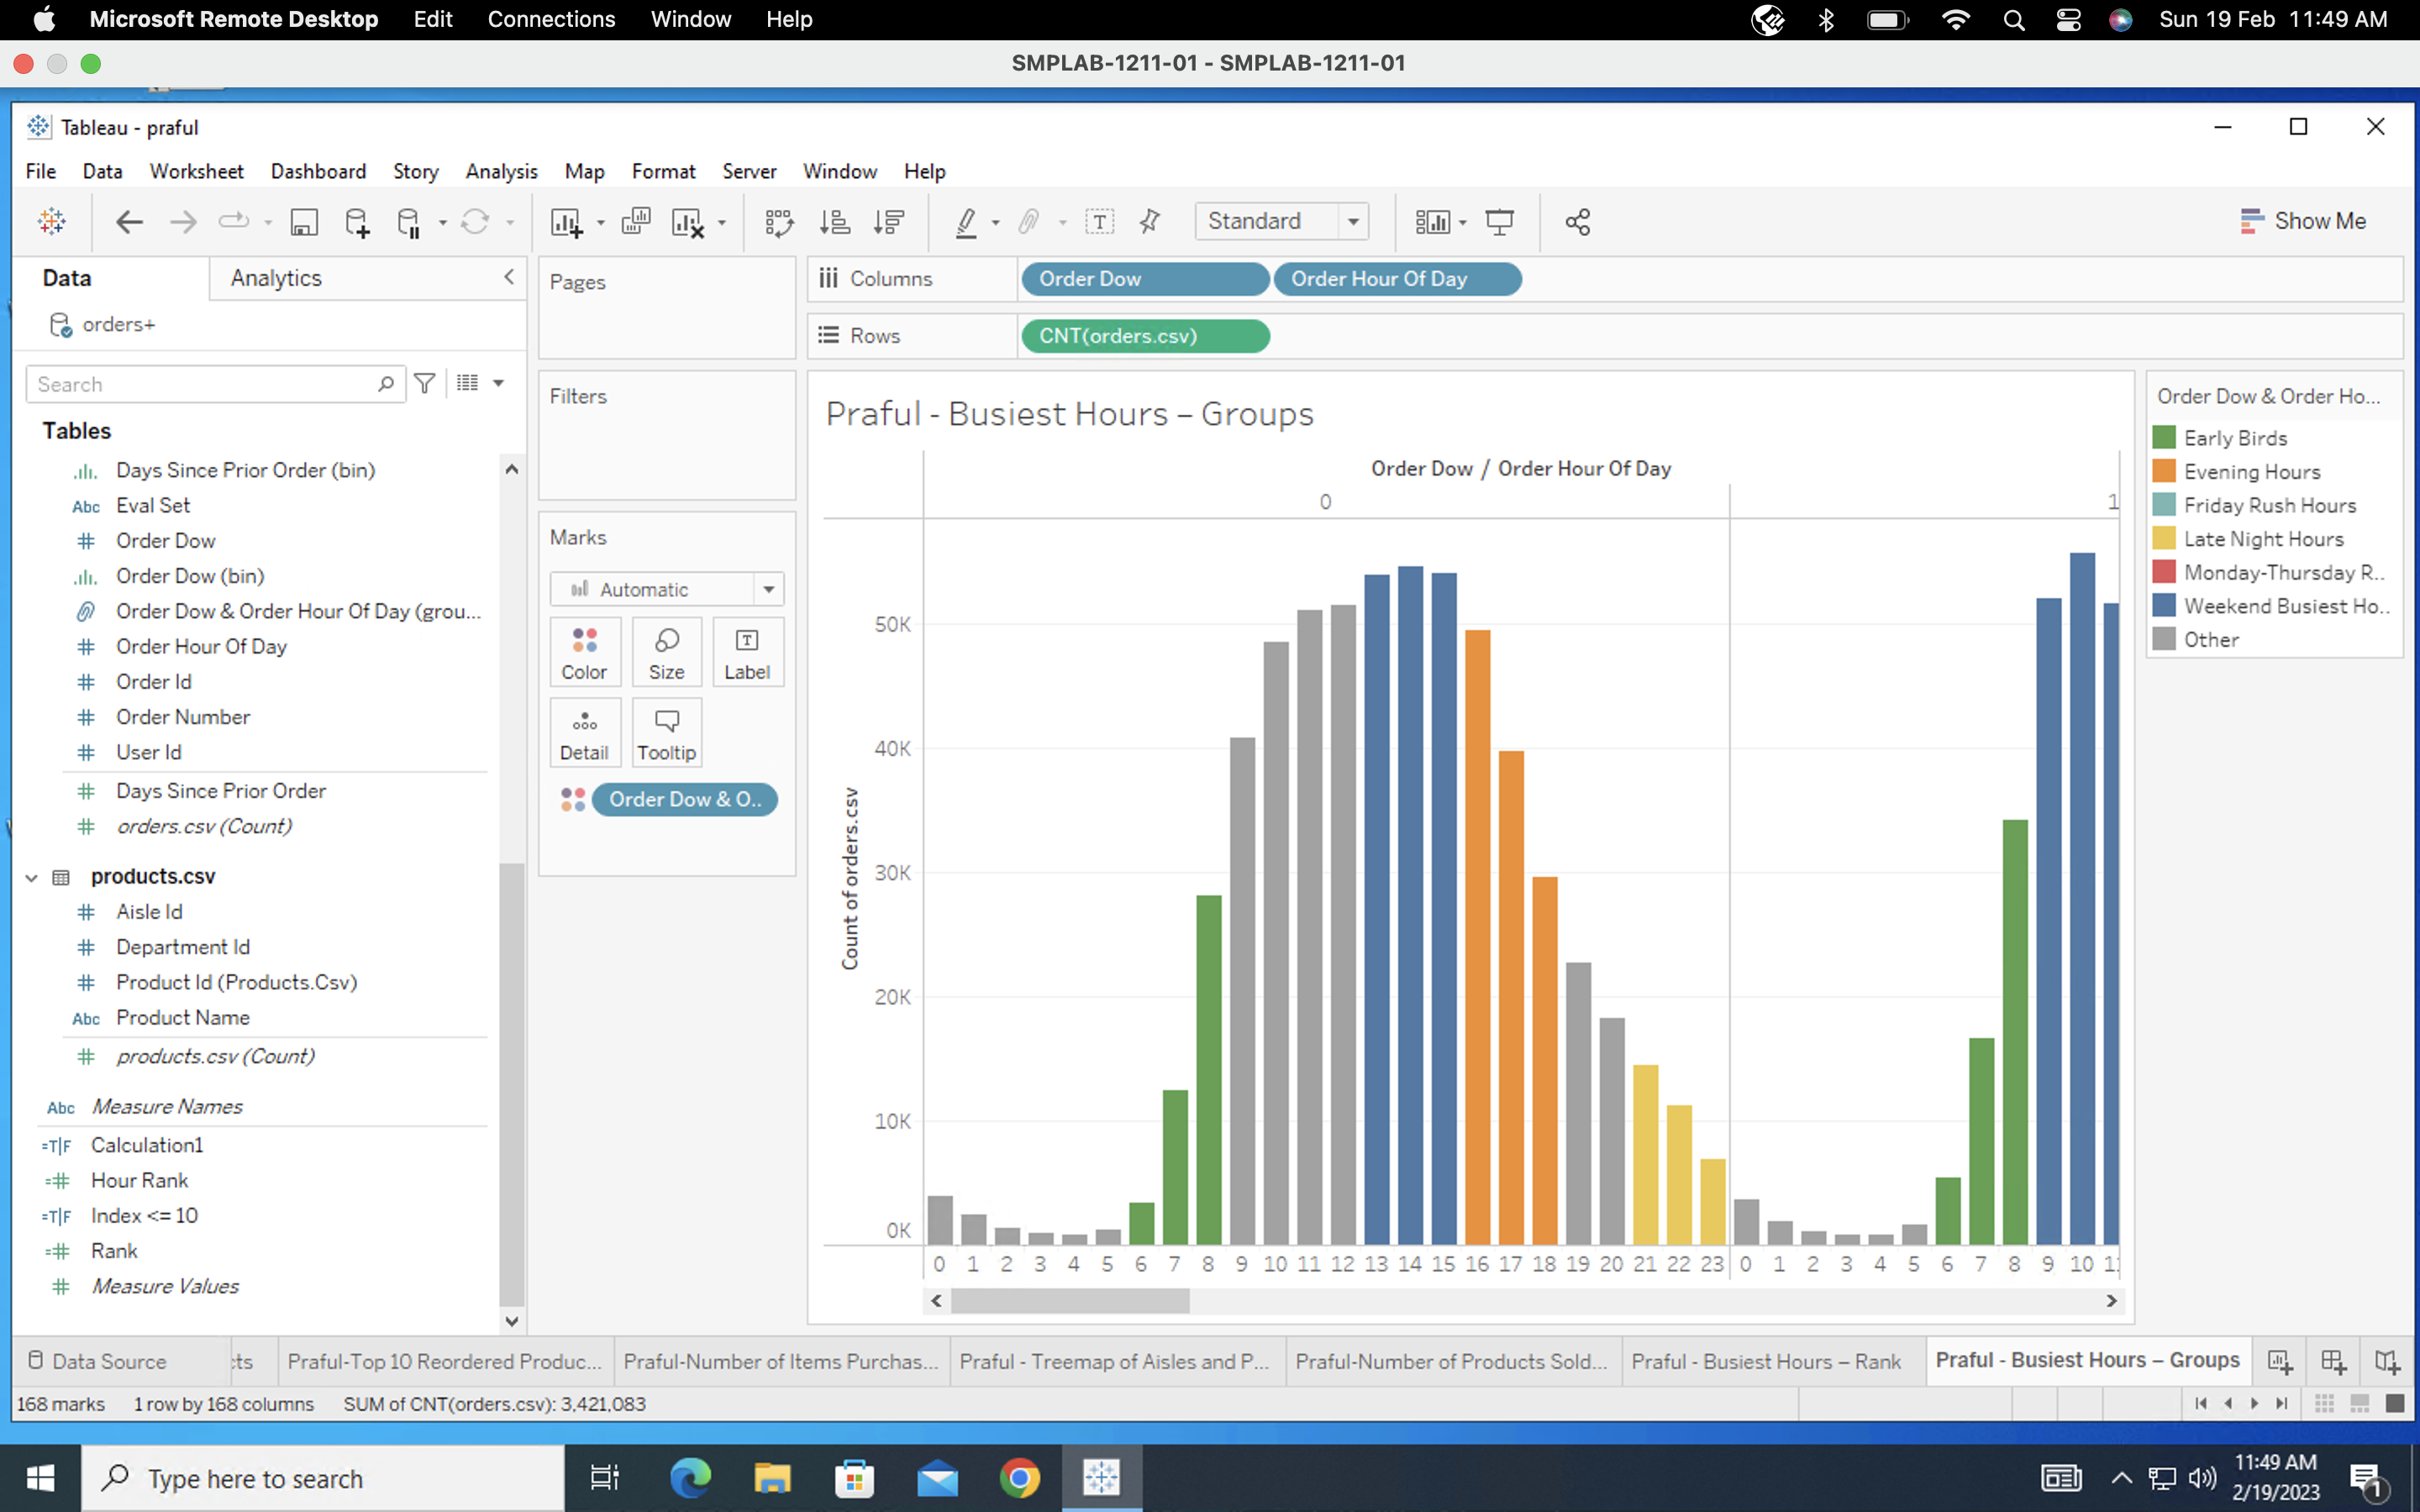 Microsoft Remote Desktop Edit Connections Window Help Sun 19 Feb 11:49 AM
SMPLAB-1211-01 - SMPLAB-1211-01
Tableau - praful
File Data Worksheet Dashboard Story Analysis Map Format Server Window Help
Standard
Show Me
Data Analytics
orders+
Search
Tables
Days Since Prior Order (bin)
Abc Eval Set
Order Dow
Order Dow (bin)
Order Dow & Order Hour Of Day (grou...
Order Hour Of Day
Order Id
Order Number
User Id
Days Since Prior Order
orders.csv (Count)
products.csv
Aisle Id
Department Id
Product Id (Products.Csv)
Abc Product Name
products.csv (Count)
Abc Measure Names
=T|F Calculation1
=# Hour Rank
=T|F Index <= 10
=# Rank
# Measure Values
Pages
Filters
Marks
Automatic
Color Size Label
Detail Tooltip
Order Dow & O..
Columns Order Dow Order Hour Of Day
Rows CNT(orders.csv)
Praful - Busiest Hours – Groups
Order Dow / Order Hour Of Day
0 1
Count of orders.csv
50K
40K
30K
20K
10K
0K
0 1 2 3 4 5 6 7 8 9 10 11 12 13 14 15 16 17 18 19 20 21 22 23 0 1 2 3 4 5 6 7 8 9 10 11
Order Dow & Order Ho...
Early Birds
Evening Hours
Friday Rush Hours
Late Night Hours
Monday-Thursday R..
Weekend Busiest Ho..
Other
Data Source cts Praful-Top 10 Reordered Produc... Praful-Number of Items Purchas... Praful - Treemap of Aisles and P... Praful-Number of Products Sold... Praful - Busiest Hours – Rank Praful - Busiest Hours – Groups
168 marks 1 row by 168 columns SUM of CNT(orders.csv): 3,421,083
Type here to search
11:49 AM
2/19/2023
1